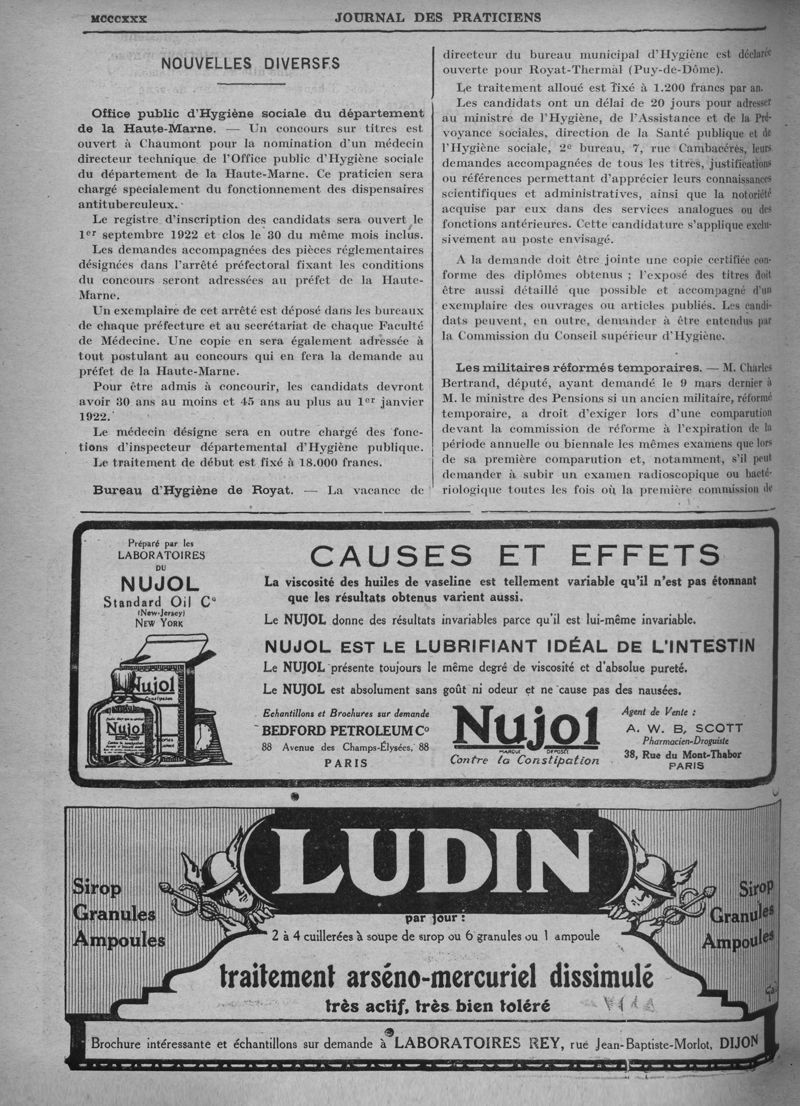 MCCCXXX
JOURNAL DES PRATICIENS
NOUVELLES DIVERSES
Office public d'Hygiène sociale du département
de la Haute-Marne. — Un concours sur titres est
ouvert à Chaumont pour la nomination d'un médecin
directeur technique de l'Office public d'Hygiène sociale
du département de la Haute-Marne. Ce praticien sera
chargé spécialement du fonctionnement des dispensaires
antituberculeux.
Le registre d'inscription des candidats sera ouvert le
1er septembre 1922 et clos le 30 du même mois inclus.
Les demandes accompagnées des pièces réglementaires
désignées dans l'arrêté préfectoral fixant les conditions
du concours seront adressées au préfet de la Haute-
Marne.
Un exemplaire de cet arrêté est déposé dans les bureaux
de chaque préfecture et au secrétariat de chaque Faculté
de Médecine. Une copie en sera également adressée à
tout postulant au concours qui en fera la demande au
préfet de la Haute-Marne.
Pour être admis à concourir, les candidats devront
avoir 30 ans au moins et 45 ans au plus au 1er janvier
1922.
Le médecin désigne sera en outre chargé des fonc-
tions d'inspecteur départemental d'Hygiène publique.
Le traitement de début est fixé à 18.000 francs.
Bureau d'Hygiène de Royat. — La vacance de
directeur du bureau municipal d'Hygiène est déclarée
ouverte pour Royat-Thermal (Puy-de-Dôme).
Le traitement alloué est fixé à 1.200 francs par an.
Les candidats ont un délai de 20 jours pour adresser
au ministre de l'Hygiène, de l'Assistance et de la Pré-
voyance sociales, direction de la Santé publique et de
l'Hygiène sociale, 2e bureau, 7, rue Cambacérès, leurs
demandes accompagnées de tous les titres, justifications
ou références permettant d'apprécier leurs connaissances
scientifiques et administratives, ainsi que la notoriété
acquise par eux dans des services analogues ou des
fonctions antérieures. Cette candidature s'applique exclu-
sivement au poste envisagé.
A la demande doit être jointe une copie certifiée con-
forme des diplômes obtenus ; l'exposé des titres doit
être aussi détaillé que possible et accompagné d'un
exemplaire des ouvrages ou articles publiés. Les candi-
dats peuvent, en outre, demander à être entendus par
la Commission du Conseil supérieur d'Hygiène.
Les militaires réformés temporaires. — M. Charles
Bertrand, député, ayant demandé le 9 mars dernier à
M. le ministre des Pensions si un ancien militaire, réformé
temporaire, a droit d'exiger lors d'une comparution
devant la commission de réforme à l'expiration de la
période annuelle ou biennale les mêmes examens que lors
de sa première comparution et, notamment, s'il peut
demander à subir un examen radioscopique ou bacté-
riologique toutes les fois où la première commission de
Préparé par les
LABORATOIRES
DU
NUJOL
Standard Oil Co
(New-Jersey)
NEW YORK
Nujol
Constipation
Nujol
CAUSES ET EFFETS
La viscosité des huiles de vaseline est tellement variable qu'il n'est pas étonnant
que les résultats obtenus varient aussi.
Le NUJOL donne des résultats invariables parce qu'il est lui-même invariable.
NUJOL EST LE LUBRIFIANT IDÉAL DE L'INTESTIN
Le NUJOL présente toujours le même degré de viscosité et d'absolue pureté.
Le NUJOL est absolument sans goût ni odeur et ne cause pas des nausées.
Echantillons et Brochures sur demande
BEDFORD PETROLEUM Co
88 Avenue des Champs-Élysées, 88
PARIS
Nujol
MARQUE DÉPOSÉE
Contre la Constipation
Agent de Vente :
A. W. B. SCOTT
Pharmacien-Droguiste
38, Rue du Mont-Thabor
PARIS
LUDIN
Sirop
Granules
Ampoules
Sirop
Granules
Ampoules
par jour :
2 à 4 cuillerées à soupe de sirop ou 6 granules ou 1 ampoule
traitement arséno-mercuriel dissimulé
très actif, très bien toléré
Brochure intéressante et échantillons sur demande à LABORATOIRES REY, rue Jean-Baptiste-Morlot, DIJON